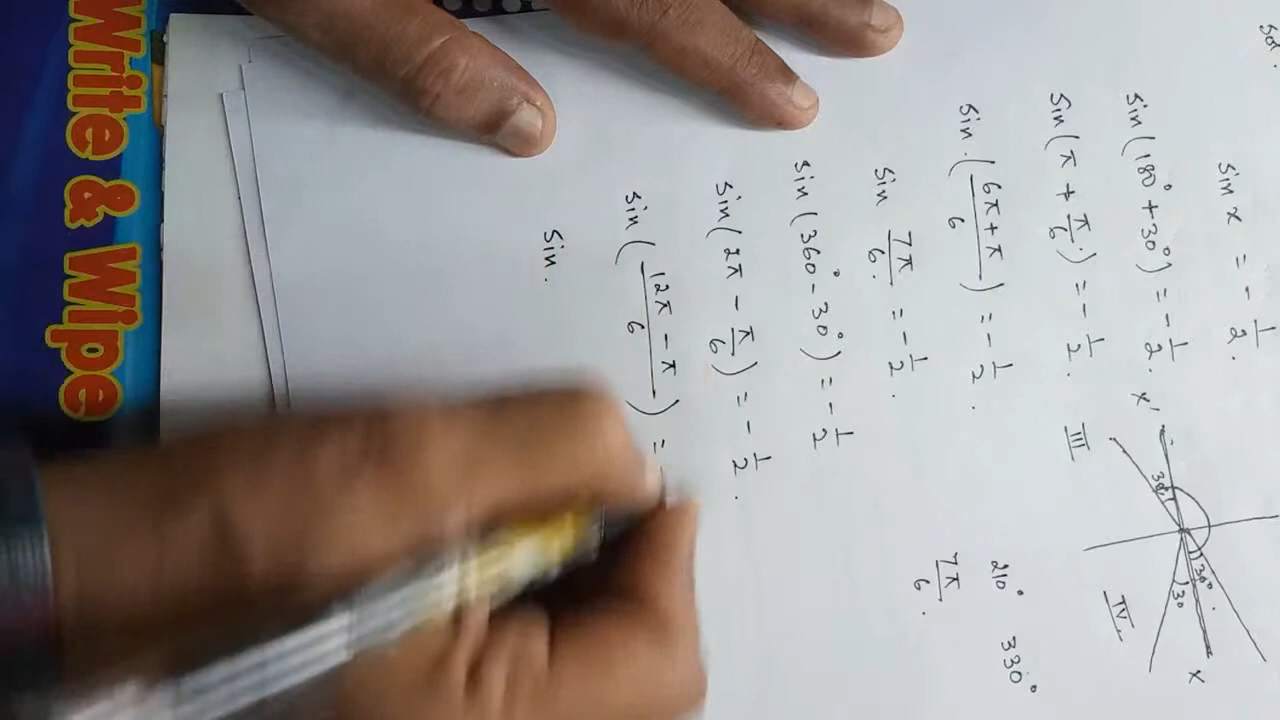 Sol.
sin x = - 1/2.
sin (180° + 30°) = - 1/2.
sin (π + π/6) = - 1/2.
sin. (6π + π / 6) = - 1/2.
sin 7π/6. = - 1/2.
sin (360° - 30°) = - 1/2
sin (2π - π/6) = - 1/2.
sin (12π - π / 6) =
sin.
X'
30°
30°.
30
X
III
IV
210° 330°
7π/6.
Write & Wipe